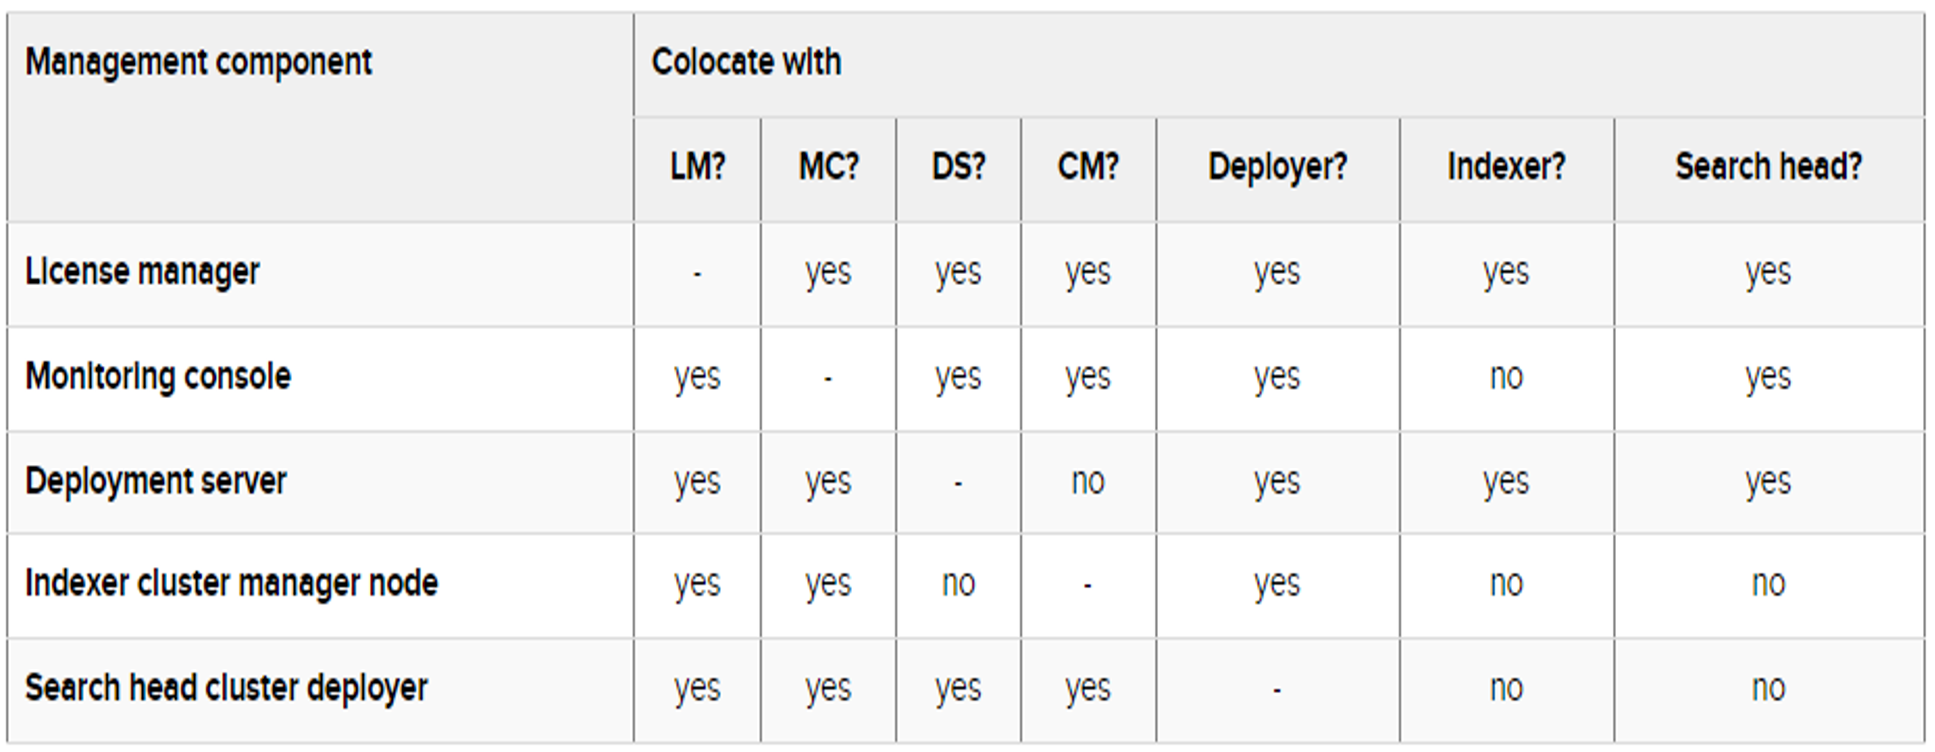 Management component Colocate with
LM? MC? DS? CM? Deployer? Indexer? Search head?
License manager - yes yes yes yes yes yes
Monitoring console yes - yes yes yes no yes
Deployment server yes yes - no yes yes yes
Indexer cluster manager node yes yes no - yes no no
Search head cluster deployer yes yes yes yes - no no